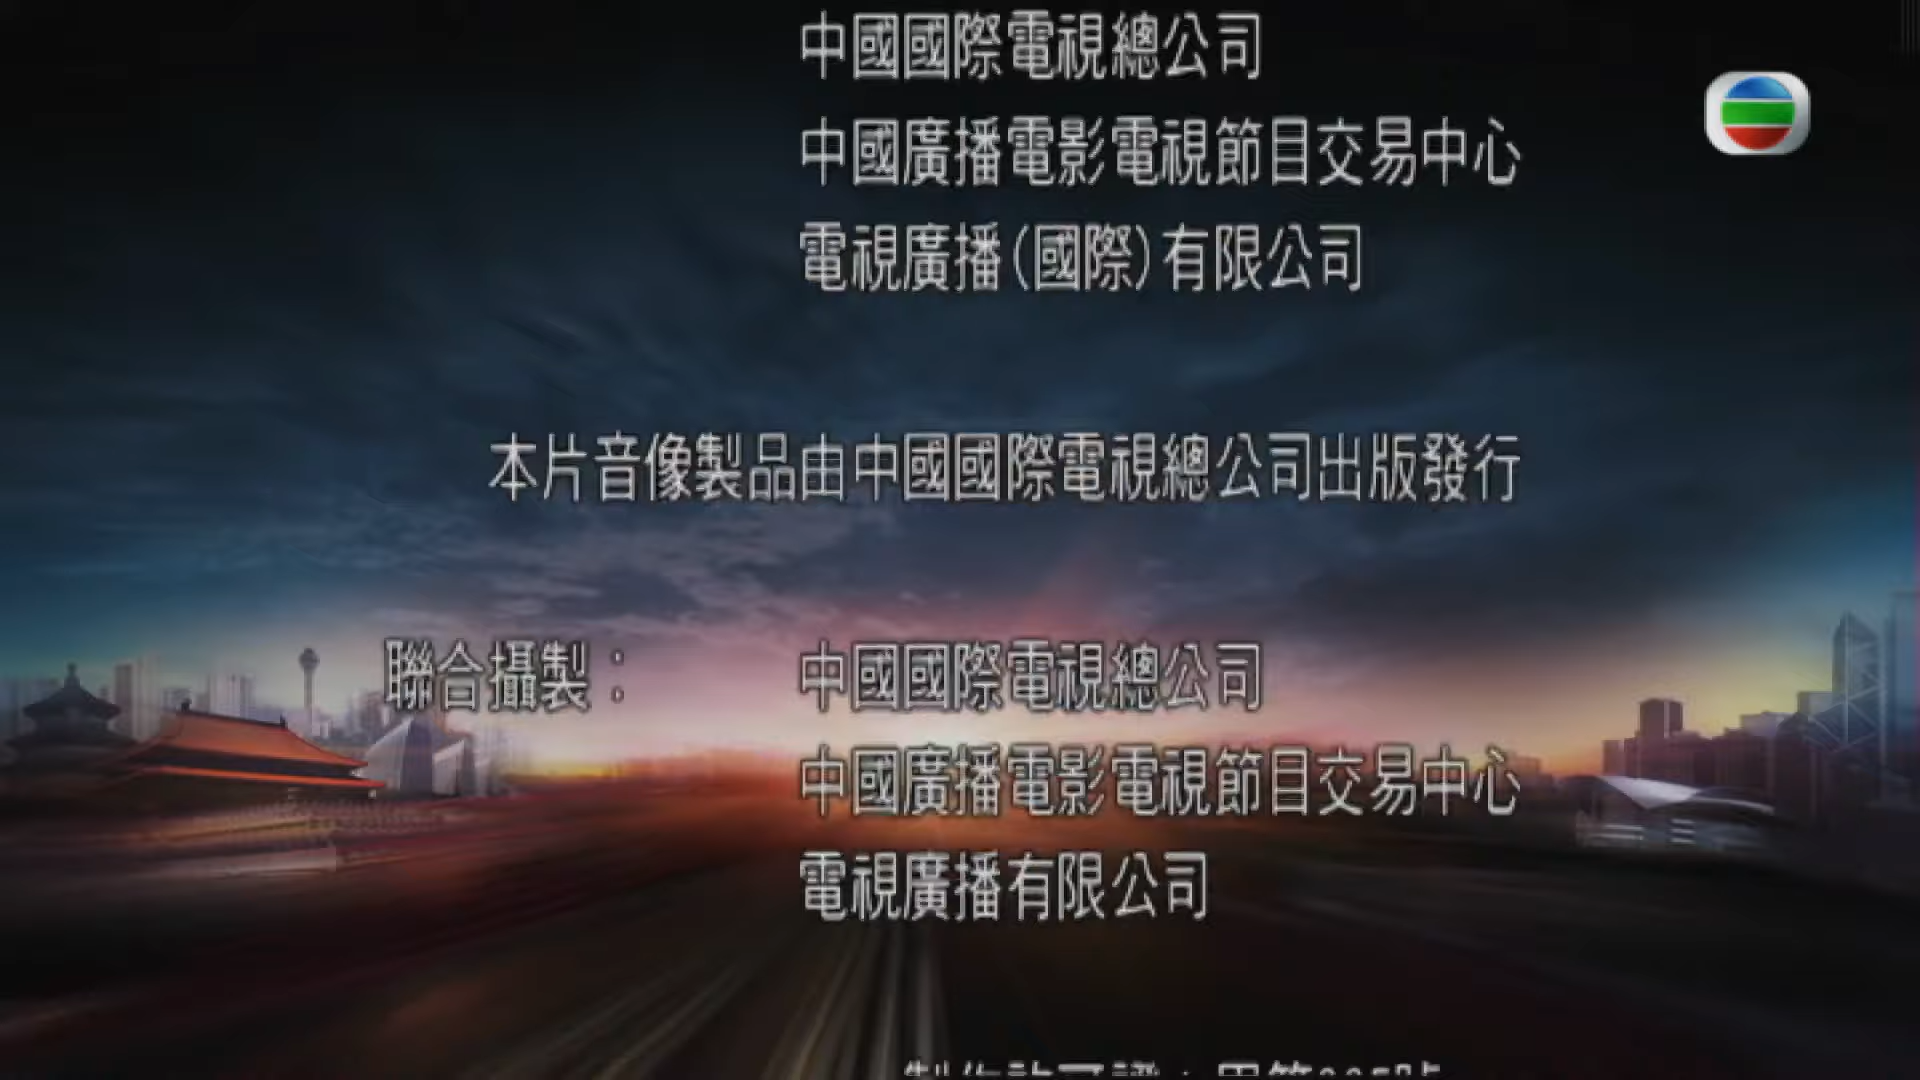 中國國際電視總公司
中國廣播電影電視節目交易中心
電視廣播(國際)有限公司
本片音像製品由中國國際電視總公司出版發行
聯合攝製：
中國國際電視總公司
中國廣播電影電視節目交易中心
電視廣播有限公司